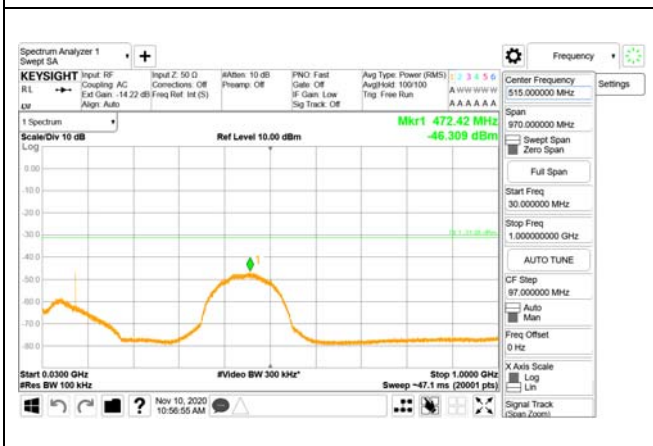 Spectrum Analyzer 1
Swept SA
+
Frequency
KEYSIGHT
RL
Input: RF
Coupling: AC
Ext Gain: -14.22 dB
Align: Auto
Input Z: 50 Ω
Corrections: Off
Freq Ref: Int (S)
#Atten: 10 dB
Preamp: Off
PNO: Fast
Gate: Off
IF Gain: Low
Sig Track: Off
Avg Type: Power (RMS)
Avg|Hold: 100/100
Trig: Free Run
1 2 3 4 5 6
A W W W W W
A A A A A A
1 Spectrum
Scale/Div 10 dB
Log
Ref Level 10.00 dBm
Mkr1 472.42 MHz
-46.309 dBm
0.00
-10.0
-20.0
-30.0
-40.0
-50.0
-60.0
-70.0
-80.0
1
Start 0.0300 GHz
#Res BW 100 kHz
#Video BW 300 kHz*
Stop 1.0000 GHz
Sweep ~47.1 ms (20001 pts)
Nov 10, 2020
10:56:55 AM
Center Frequency
515.000000 MHz
Settings
Span
970.000000 MHz
Swept Span
Zero Span
Full Span
Start Freq
30.000000 MHz
Stop Freq
1.000000000 GHz
AUTO TUNE
CF Step
97.000000 MHz
Auto
Man
Freq Offset
0 Hz
X Axis Scale
Log
Lin
Signal Track
(Span Zoom)